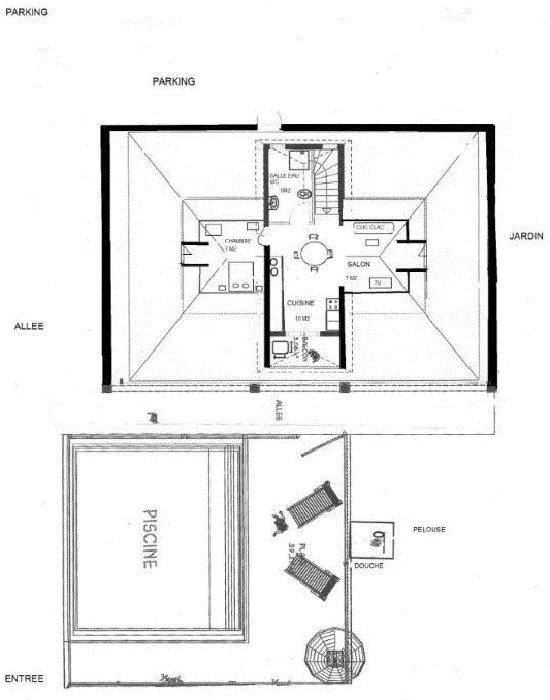 PARKING
PARKING
SALLE EAU
CLIC CLAC
CHAMBRE
7 M2
JARDIN
SALON
7 M2
TV
CUISINE
10 M2
BALCON
ALLEE
ALLEE
PISCINE
PELOUSE
DOUCHE
ENTREE